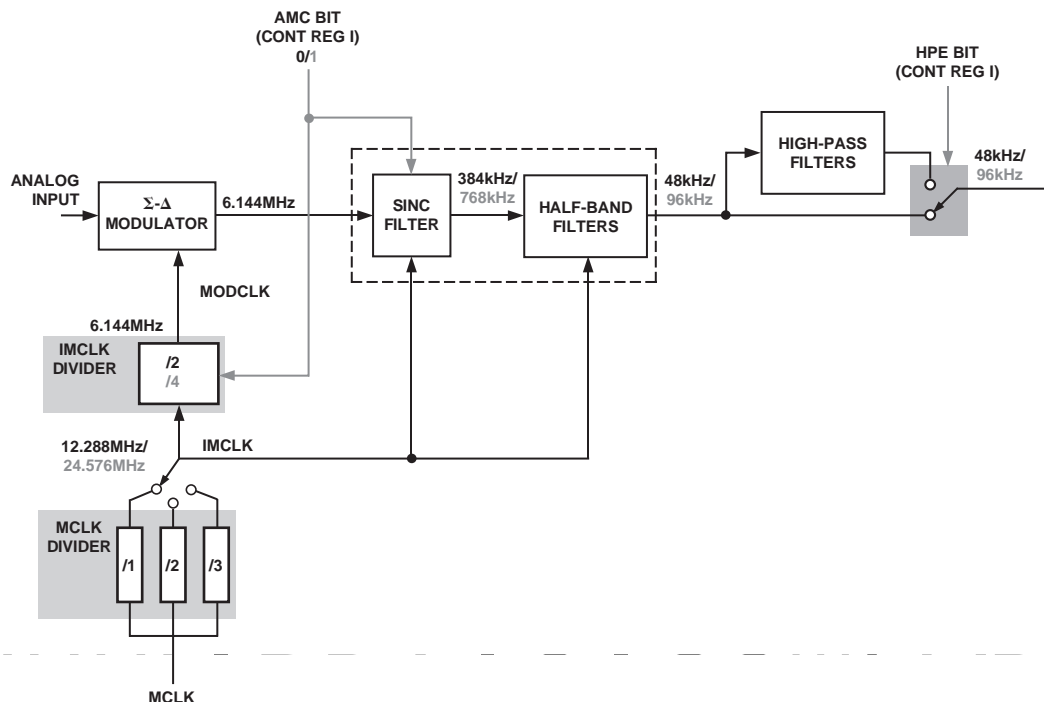 AMC BIT
(CONT REG I)
0/1
HPE BIT
(CONT REG I)
HIGH-PASS
FILTERS
48kHz/
96kHz
ANALOG
INPUT
Σ-Δ
MODULATOR
6.144MHz
SINC
FILTER
384kHz/
768kHz
HALF-BAND
FILTERS
48kHz/
96kHz
MODCLK
6.144MHz
IMCLK
DIVIDER
/2
/4
12.288MHz/
24.576MHz
IMCLK
MCLK
DIVIDER
/1
/2
/3
MCLK